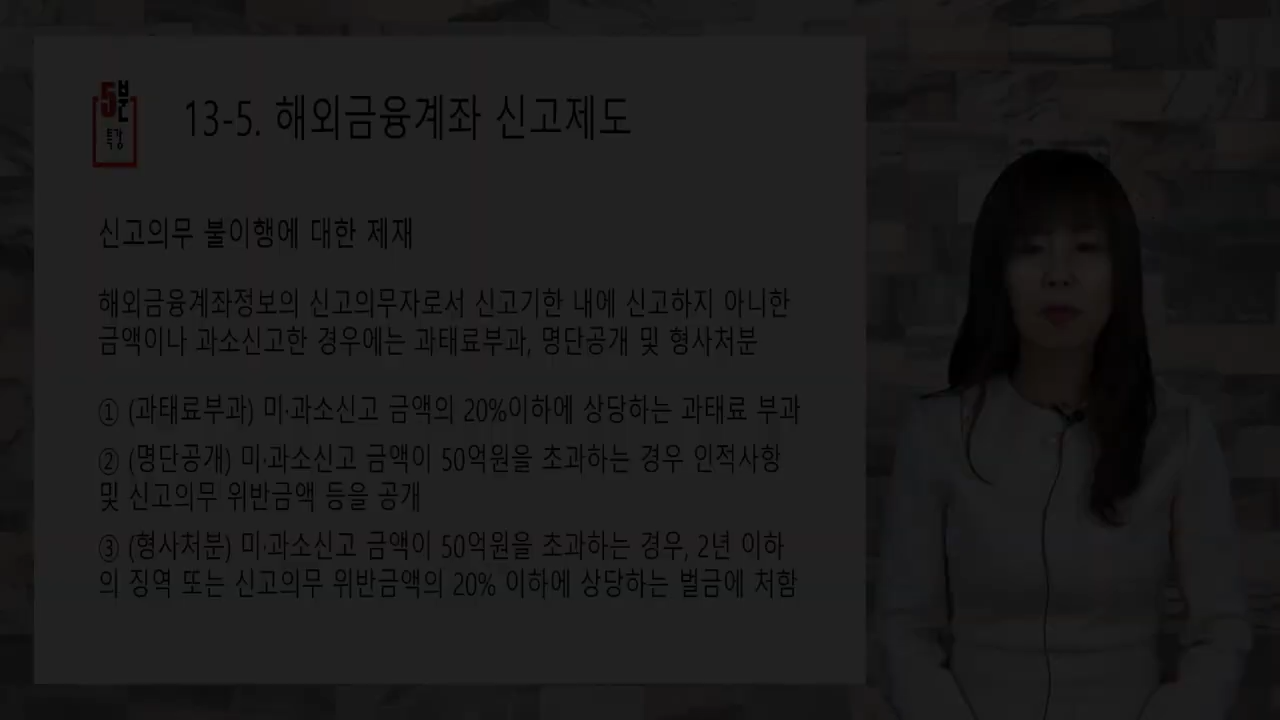 5분
특강
13-5. 해외금융계좌 신고제도
신고의무 불이행에 대한 제재
해외금융계좌정보의 신고의무자로서 신고기한 내에 신고하지 아니한
금액이나 과소신고한 경우에는 과태료부과, 명단공개 및 형사처분
① (과태료부과) 미·과소신고 금액의 20%이하에 상당하는 과태료 부과
② (명단공개) 미·과소신고 금액이 50억원을 초과하는 경우 인적사항
및 신고의무 위반금액 등을 공개
③ (형사처분) 미·과소신고 금액이 50억원을 초과하는 경우, 2년 이하
의 징역 또는 신고의무 위반금액의 20% 이하에 상당하는 벌금에 처함